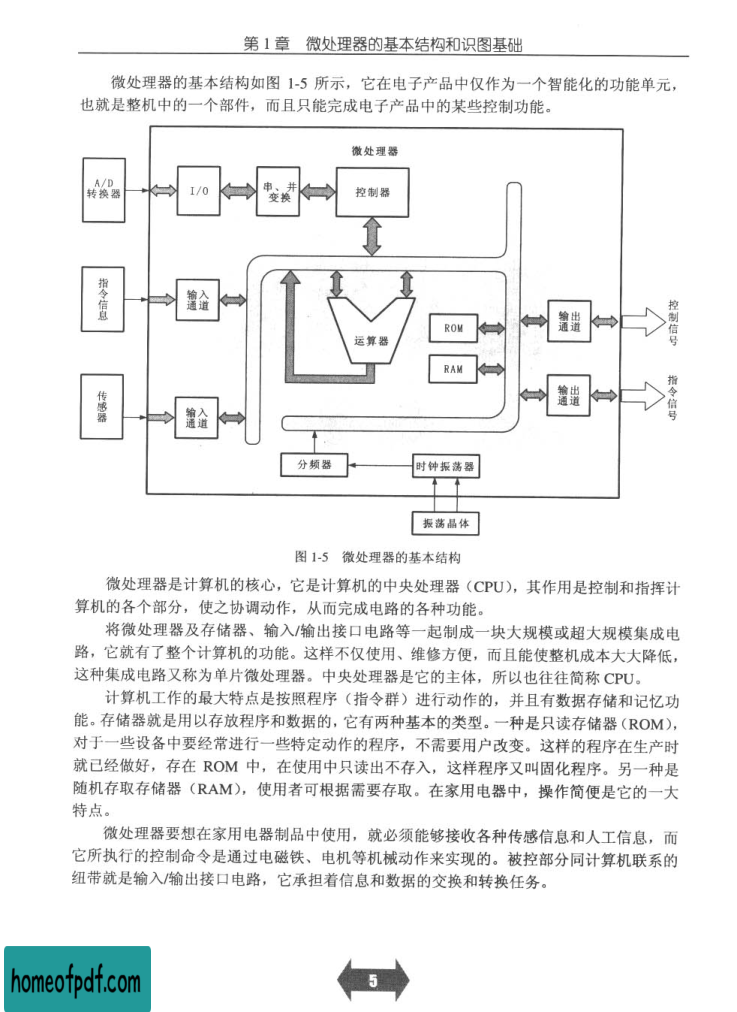 第1章 微处理器的基本结构和识图基础
微处理器的基本结构如图 1-5 所示，它在电子产品中仅作为一个智能化的功能单元，
也就是整机中的一个部件，而且只能完成电子产品中的某些控制功能。
微处理器
A/D
转换器
I/O
串、并
变换
控制器
指令信息
输入
通道
运算器
ROM
RAM
输出
通道
控制信号
传感器
输入
通道
输出
通道
指令信号
分频器
时钟振荡器
振荡晶体
图 1-5 微处理器的基本结构
微处理器是计算机的核心，它是计算机的中央处理器（CPU），其作用是控制和指挥计
算机的各个部分，使之协调动作，从而完成电路的各种功能。
将微处理器及存储器、输入/输出接口电路等一起制成一块大规模或超大规模集成电
路，它就有了整个计算机的功能。这样不仅使用、维修方便，而且能使整机成本大大降低，
这种集成电路又称为单片微处理器。中央处理器是它的主体，所以也往往简称 CPU。
计算机工作的最大特点是按照程序（指令群）进行动作的，并且有数据存储和记忆功
能。存储器就是用以存放程序和数据的，它有两种基本的类型。一种是只读存储器（ROM），
对于一些设备中要经常进行一些特定动作的程序，不需要用户改变。这样的程序在生产时
就已经做好，存在 ROM 中，在使用中只读出不存入，这样程序又叫固化程序。另一种是
随机存取存储器（RAM），使用者可根据需要存取。在家用电器中，操作简便是它的一大
特点。
微处理器要想在家用电器制品中使用，就必须能够接收各种传感信息和人工信息，而
它所执行的控制命令是通过电磁铁、电机等机械动作来实现的。被控部分同计算机联系的
纽带就是输入/输出接口电路，它承担着信息和数据的交换和转换任务。
5
homeofpdf.com